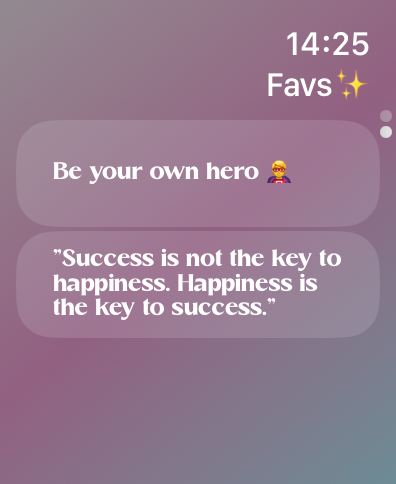 14:25
Favs✨
Be your own hero 🦸
"Success is not the key to
happiness. Happiness is
the key to success."